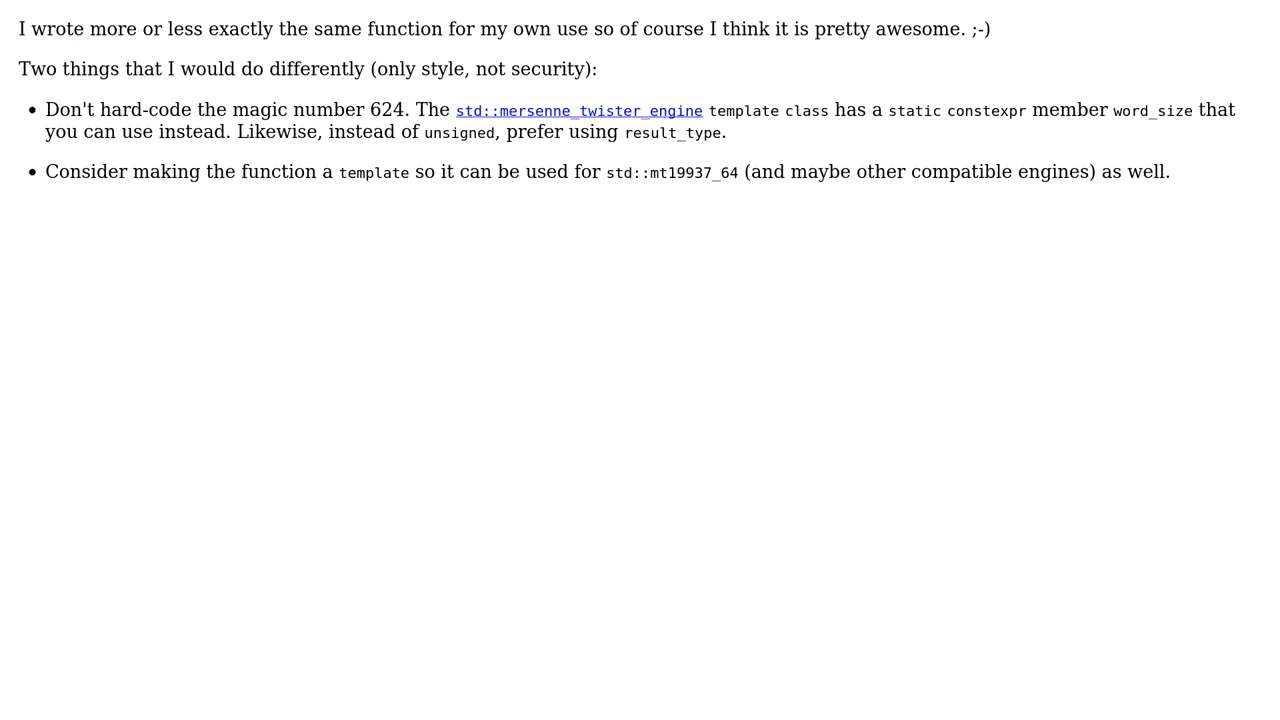 I wrote more or less exactly the same function for my own use so of course I think it is pretty awesome. ;-)
Two things that I would do differently (only style, not security):
• Don't hard-code the magic number 624. The std::mersenne_twister_engine template class has a static constexpr member word_size that
you can use instead. Likewise, instead of unsigned, prefer using result_type.
• Consider making the function a template so it can be used for std::mt19937_64 (and maybe other compatible engines) as well.